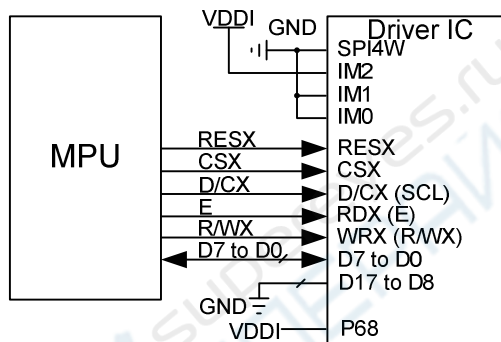 VDDI
GND
Driver IC
SPI4W
IM2
IM1
IM0
MPU
RESX
RESX
CSX
CSX
D/CX
D/CX (SCL)
E
RDX (E)
R/WX
WRX (R/WX)
D7 to D0
D7 to D0
D17 to D8
GND
VDDI
P68